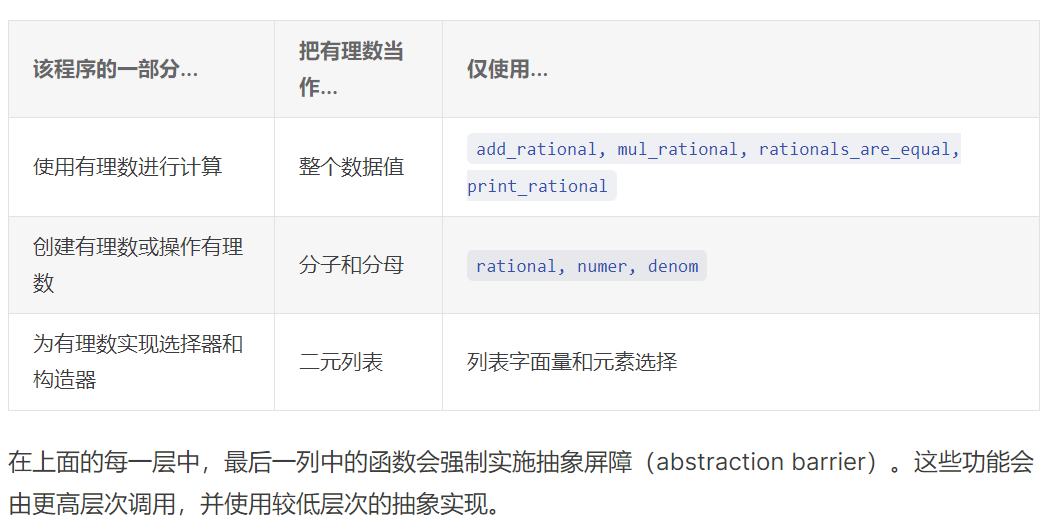 该程序的一部分...
把有理数当
作...
仅使用...
使用有理数进行计算
整个数据值
add_rational, mul_rational, rationals_are_equal,
print_rational
创建有理数或操作有理
数
分子和分母
rational, numer, denom
为有理数实现选择器和
构造器
二元列表
列表字面量和元素选择
在上面的每一层中，最后一列中的函数会强制实施抽象屏障（abstraction barrier）。这些功能会
由更高层次调用，并使用较低层次的抽象实现。